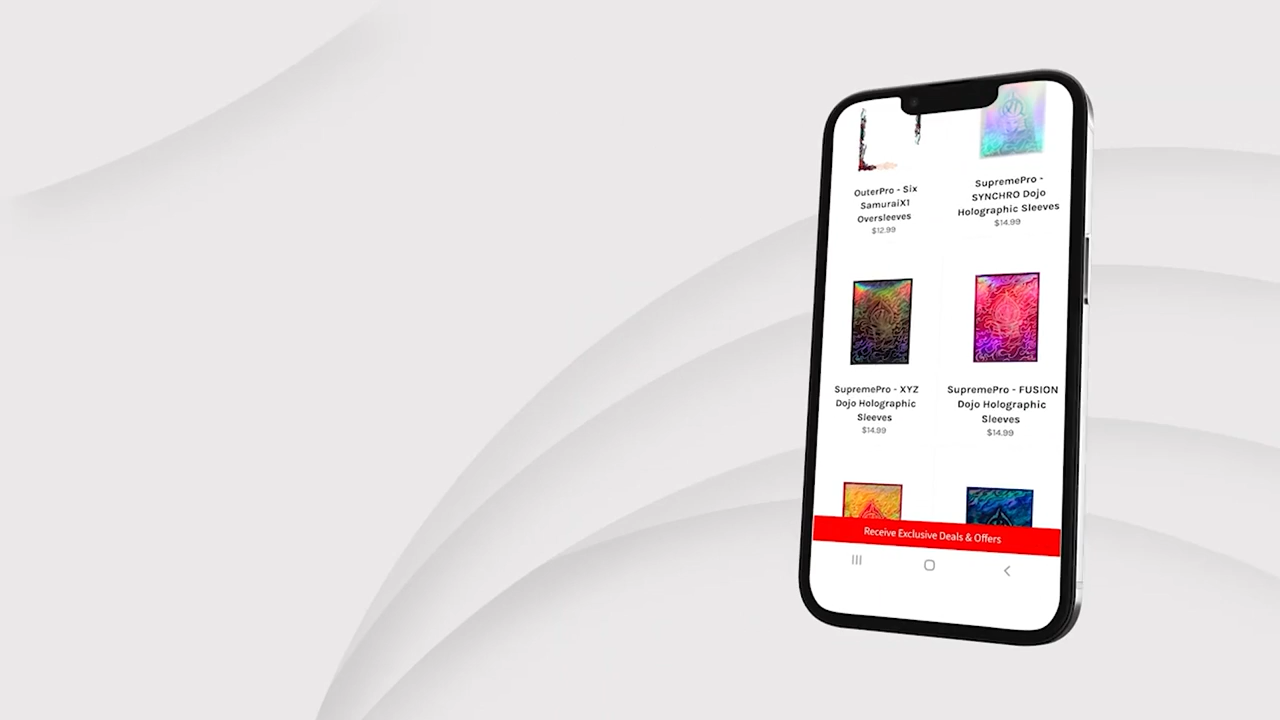 OuterPro - Six
SamuraiX1
Oversleeves
$12.99
SupremePro -
SYNCHRO Dojo
Holographic Sleeves
$14.99
SupremePro - XYZ
Dojo Holographic
Sleeves
$14.99
SupremePro - FUSION
Dojo Holographic
Sleeves
$14.99
Receive Exclusive Deals & Offers